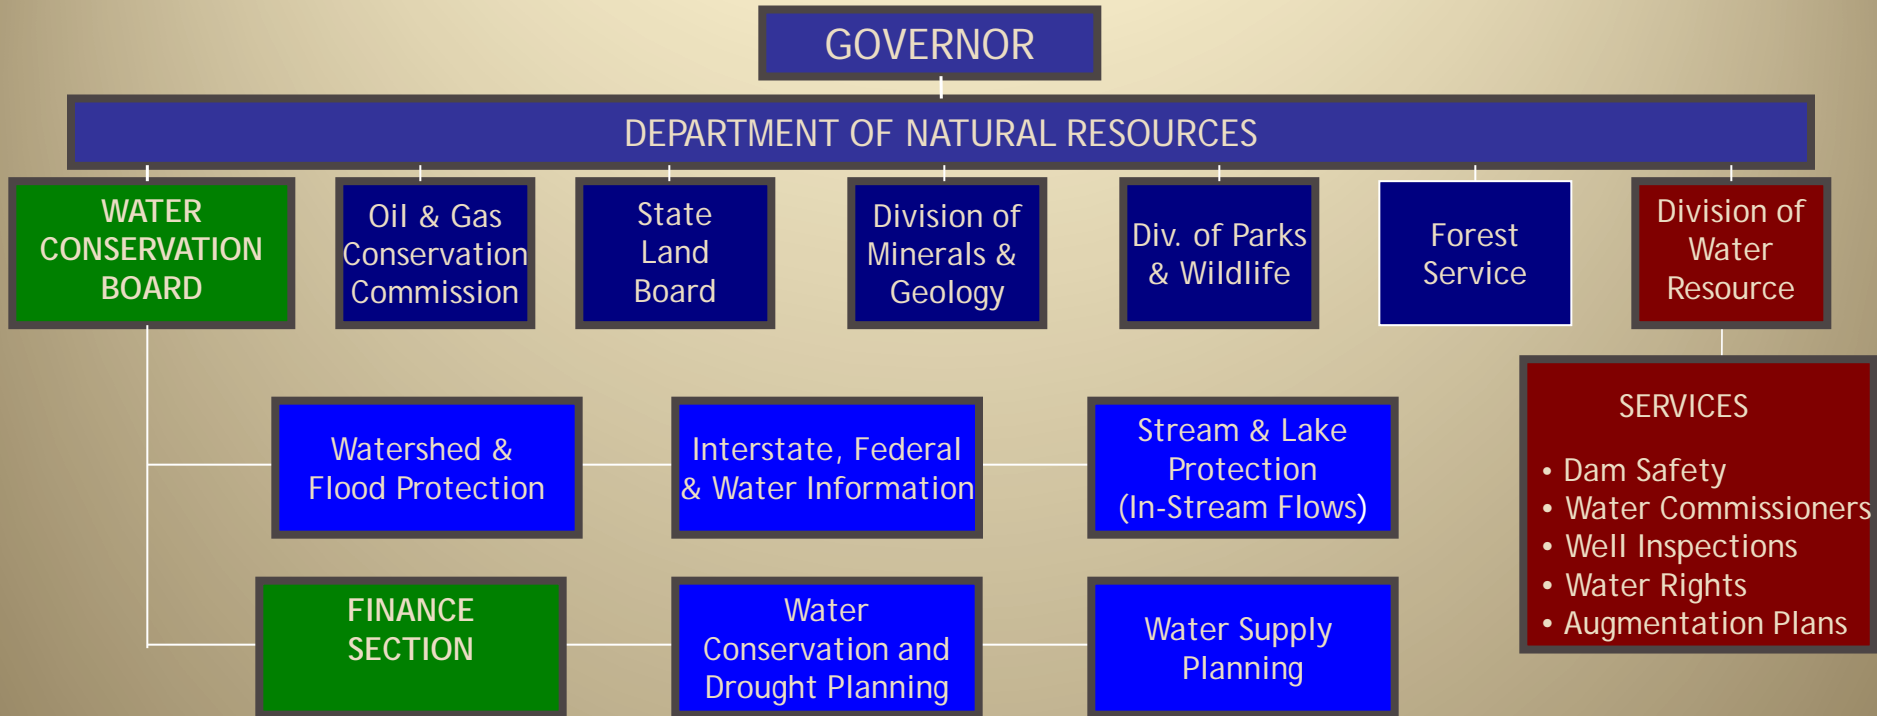 GOVERNOR
DEPARTMENT OF NATURAL RESOURCES
WATER
CONSERVATION
BOARD
Oil & Gas
Conservation
Commission
State
Land
Board
Division of
Minerals &
Geology
Div. of Parks
& Wildlife
Forest
Service
Division of
Water
Resource
Watershed &
Flood Protection
Interstate, Federal
& Water Information
Stream & Lake
Protection
(In-Stream Flows)
SERVICES
• Dam Safety
• Water Commissioners
• Well Inspections
• Water Rights
• Augmentation Plans
FINANCE
SECTION
Water
Conservation and
Drought Planning
Water Supply
Planning